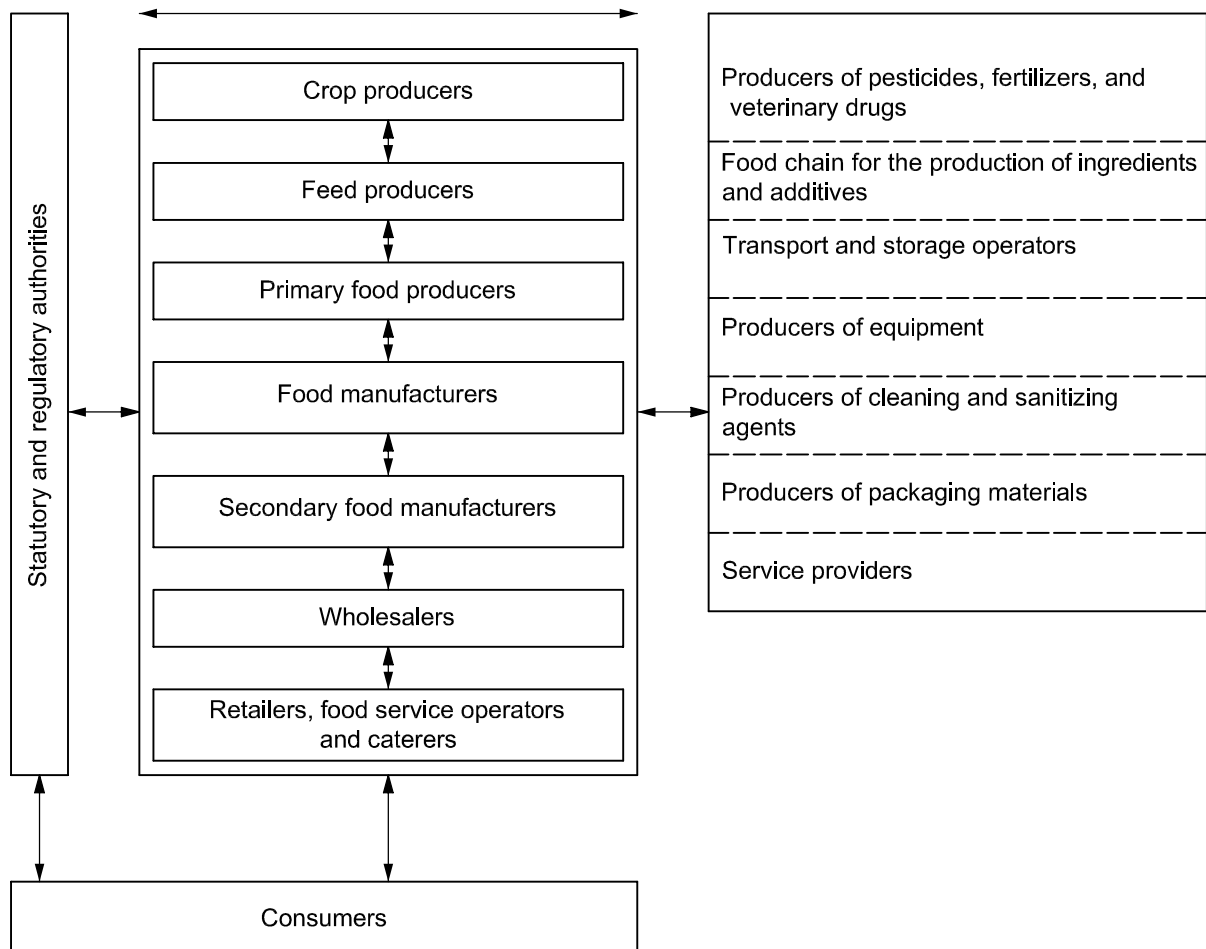 Statutory and regulatory authorities
Crop producers
Feed producers
Primary food producers
Food manufacturers
Secondary food manufacturers
Wholesalers
Retailers, food service operators
and caterers
Producers of pesticides, fertilizers, and
veterinary drugs
Food chain for the production of ingredients
and additives
Transport and storage operators
Producers of equipment
Producers of cleaning and sanitizing
agents
Producers of packaging materials
Service providers
Consumers